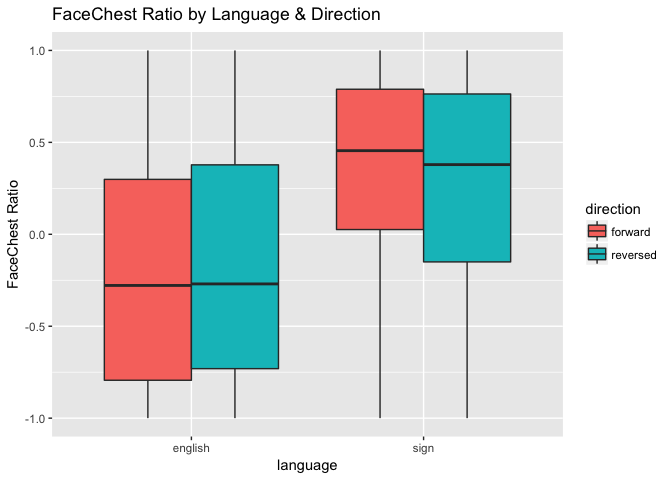 FaceChest Ratio by Language & Direction
FaceChest Ratio
1.0
0.5
0.0
-0.5
-1.0
english
sign
language
direction
forward
reversed